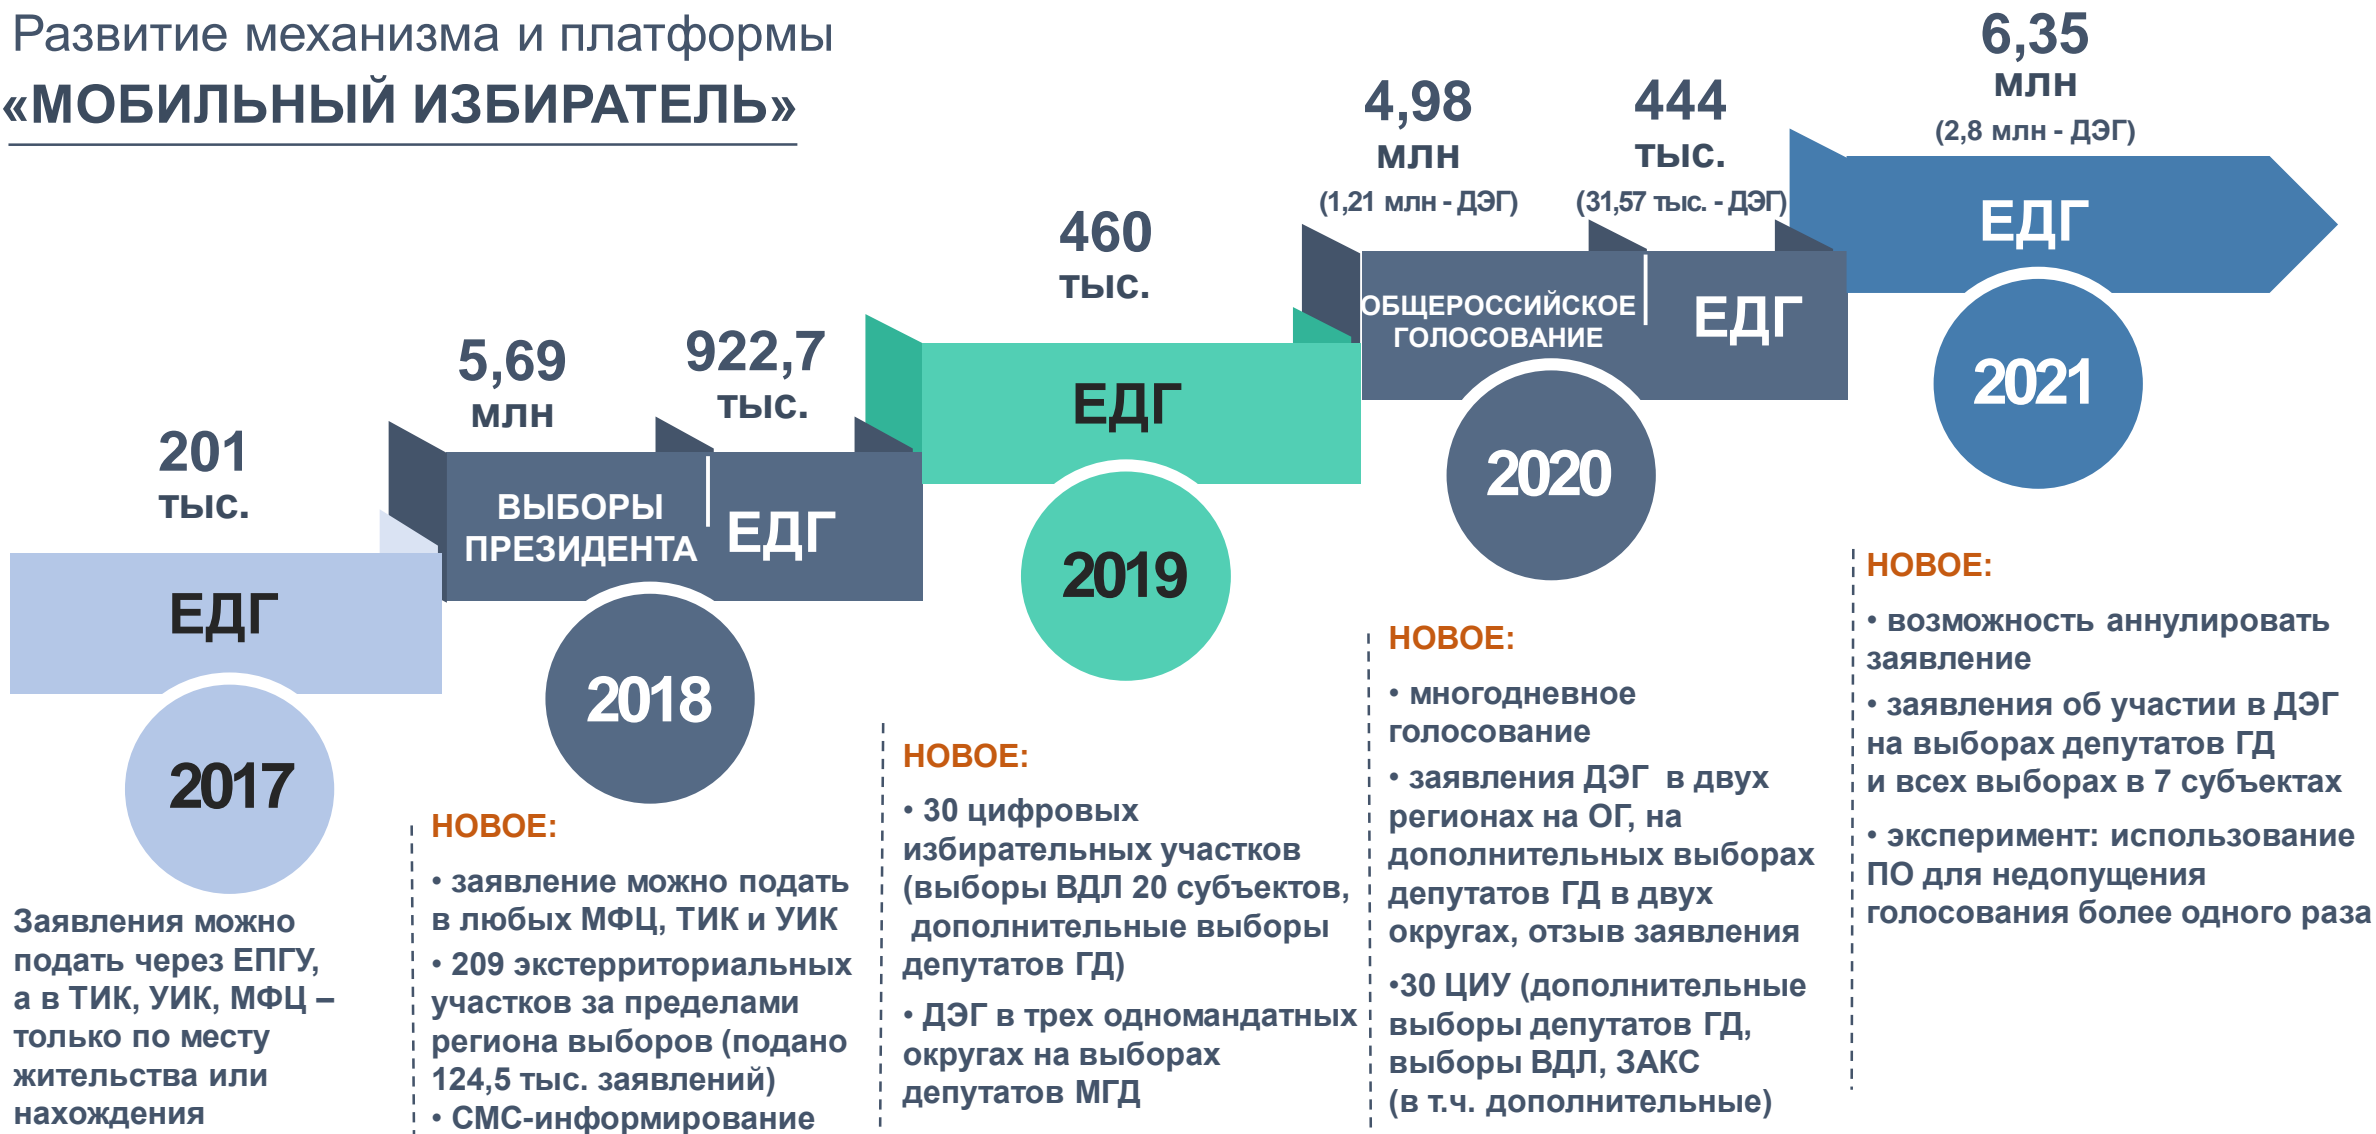 Развитие механизма и платформы
«МОБИЛЬНЫЙ ИЗБИРАТЕЛЬ»
201
тыс.
ЕДГ
2017
Заявления можно
подать через ЕПГУ,
а в ТИК, УИК, МФЦ –
только по месту
жительства или
нахождения
5,69
млн
922,7
тыс.
ВЫБОРЫ
ПРЕЗИДЕНТА
ЕДГ
2018
НОВОЕ:
• заявление можно подать
в любых МФЦ, ТИК и УИК
• 209 экстерриториальных
участков за пределами
региона выборов (подано
124,5 тыс. заявлений)
• СМС-информирование
460
тыс.
ЕДГ
2019
НОВОЕ:
• 30 цифровых
избирательных участков
(выборы ВДЛ 20 субъектов,
дополнительные выборы
депутатов ГД)
• ДЭГ в трех одномандатных
округах на выборах
депутатов МГД
4,98
млн
(1,21 млн - ДЭГ)
444
тыс.
(31,57 тыс. - ДЭГ)
ОБЩЕРОССИЙСКОЕ
ГОЛОСОВАНИЕ
ЕДГ
2020
НОВОЕ:
• многодневное
голосование
• заявления ДЭГ в двух
регионах на ОГ, на
дополнительных выборах
депутатов ГД в двух
округах, отзыв заявления
•30 ЦИУ (дополнительные
выборы депутатов ГД,
выборы ВДЛ, ЗАКС
(в т.ч. дополнительные)
6,35
млн
(2,8 млн - ДЭГ)
ЕДГ
2021
НОВОЕ:
• возможность аннулировать
заявление
• заявления об участии в ДЭГ
на выборах депутатов ГД
и всех выборах в 7 субъектах
• эксперимент: использование
ПО для недопущения
голосования более одного раза